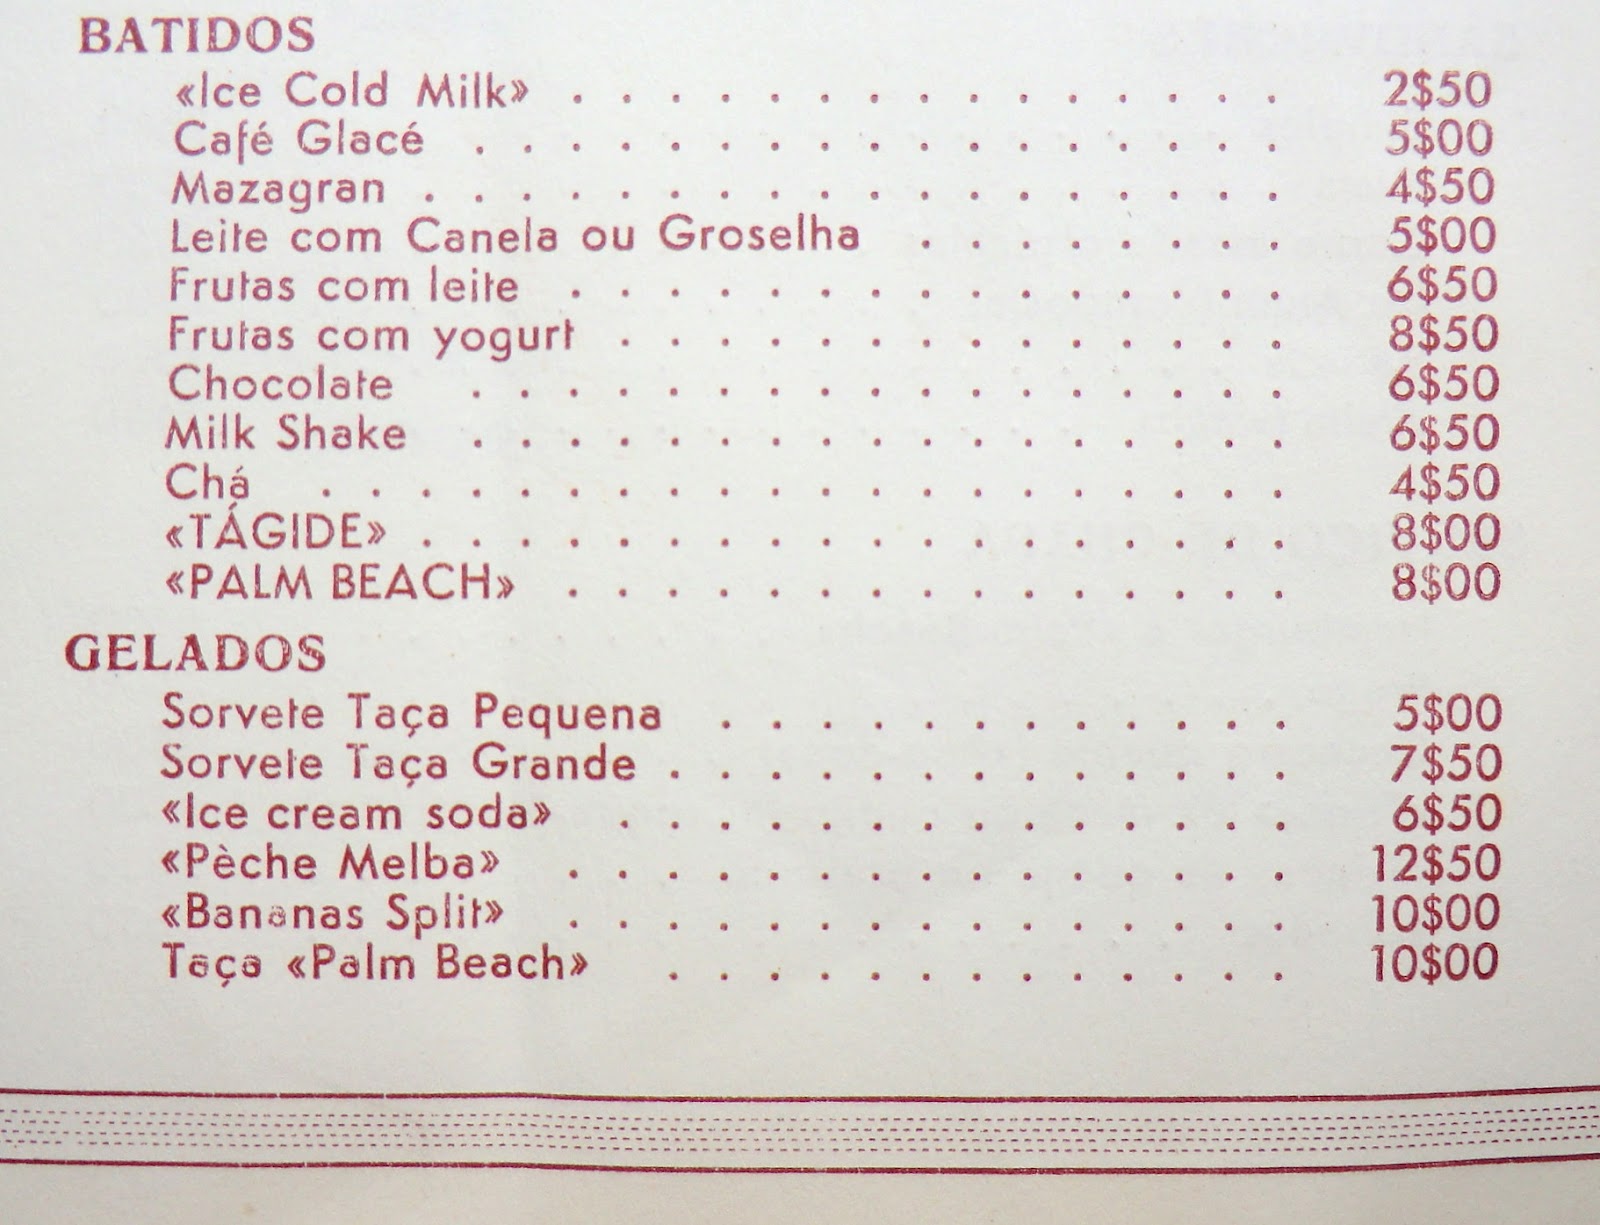 BATIDOS
«Ice Cold Milk» . . . . . . . . . . . . . . . 2$50
Café Glacé . . . . . . . . . . . . . . . . . 5$00
Mazagran . . . . . . . . . . . . . . . . . . 4$50
Leite com Canela ou Groselha . . . . . . . . 5$00
Frutas com leite . . . . . . . . . . . . . . . 6$50
Frutas com yogurt . . . . . . . . . . . . . . 8$50
Chocolate . . . . . . . . . . . . . . . . . 6$50
Milk Shake . . . . . . . . . . . . . . . . . 6$50
Chá . . . . . . . . . . . . . . . . . . . . 4$50
«TÁGIDE» . . . . . . . . . . . . . . . . . . 8$00
«PALM BEACH» . . . . . . . . . . . . . . . 8$00
GELADOS
Sorvete Taça Pequena . . . . . . . . . . . . 5$00
Sorvete Taça Grande . . . . . . . . . . . . . 7$50
«Ice cream soda» . . . . . . . . . . . . . . 6$50
«Pèche Melba» . . . . . . . . . . . . . . . 12$50
«Bananas Split» . . . . . . . . . . . . . . . 10$00
Taça «Palm Beach» . . . . . . . . . . . . . 10$00